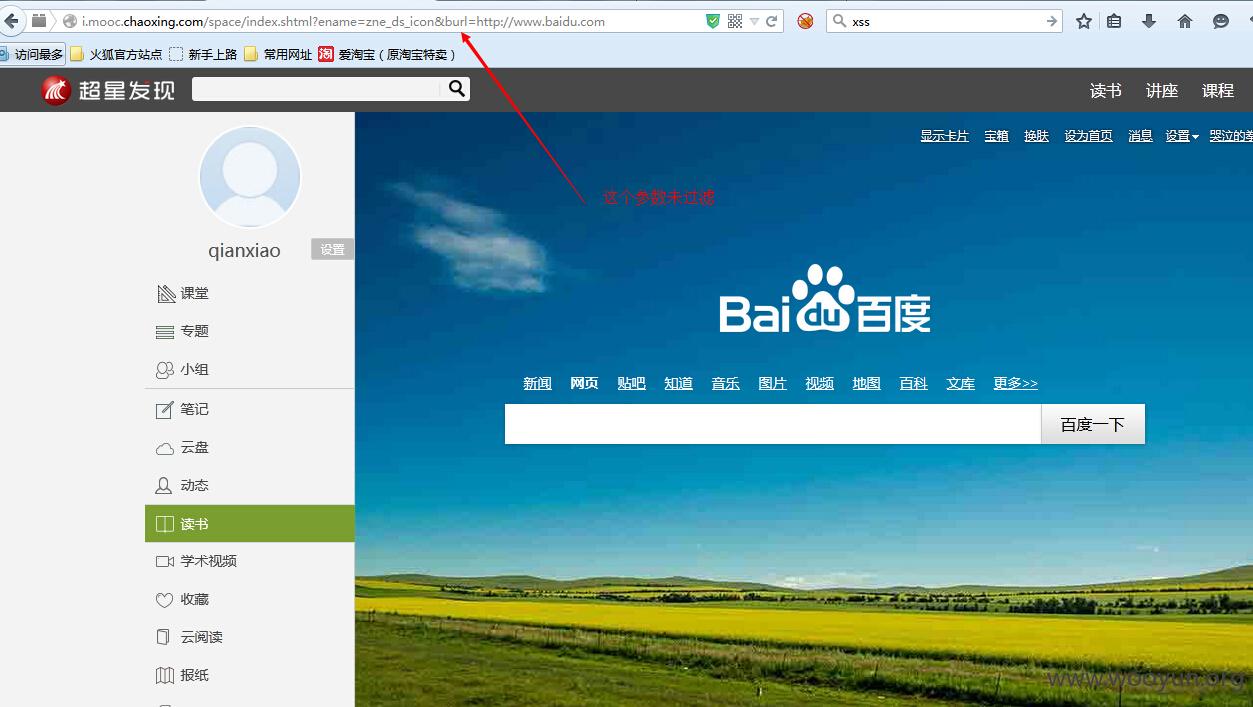 i.mooc.chaoxing.com/space/index.shtml?ename=zne_ds_icon&burl=http://www.baidu.com
xss
访问最多 火狐官方站点 新手上路 常用网址 淘 爱淘宝（原淘宝特卖）
超星发现
读书 讲座 课程
显示卡片 宝箱 换肤 设为首页 消息 设置 哭泣的
这个参数未过滤
qianxiao 设置
Baidu百度
课堂
专题
小组
新闻 网页 贴吧 知道 音乐 图片 视频 地图 百科 文库 更多>>
笔记
百度一下
云盘
动态
读书
学术视频
收藏
云阅读
报纸
www.wooyun.org